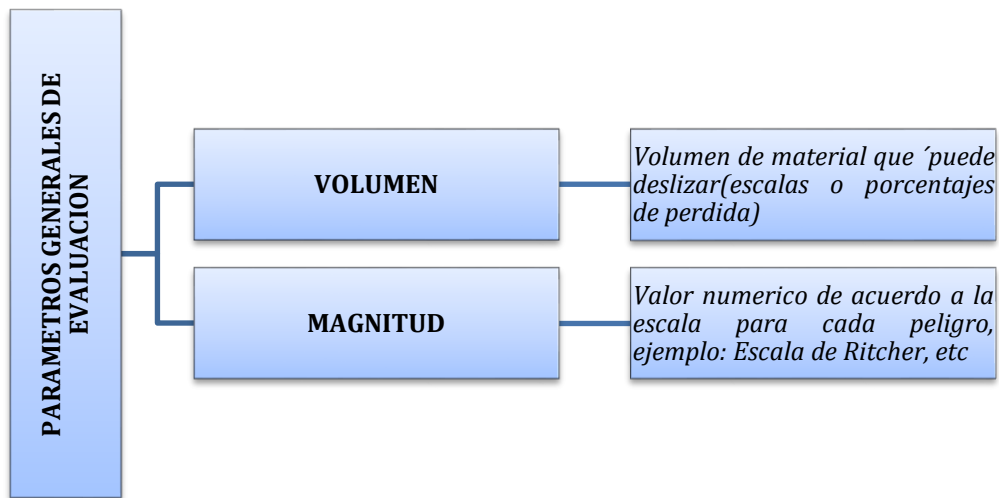 PARAMETROS GENERALES DE
EVALUACION
VOLUMEN
Volumen de material que ´puede
deslizar(escalas o porcentajes
de perdida)
MAGNITUD
Valor numerico de acuerdo a la
escala para cada peligro,
ejemplo: Escala de Ritcher, etc